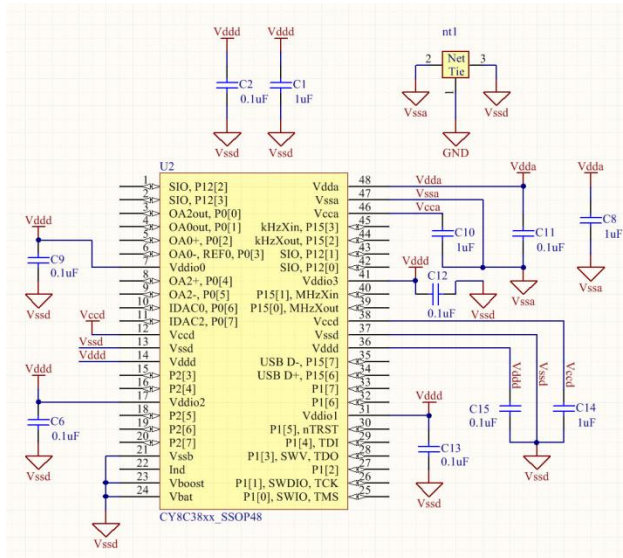 Vddd
Vddd
nt1
C2
0.1uF
C1
1uF
2
Net
Tie
3
1
Vssa
Vssd
GND
Vssd
Vssd
U2
1 SIO, P12[2]
2 SIO, P12[3]
3 OA2out, P0[0]
4 OA0out, P0[1]
5 OA0+, P0[2]
6 OA0-, REF0, P0[3]
7 Vddio0
8 OA2+, P0[4]
9 OA2-, P0[5]
10 IDAC0, P0[6]
11 IDAC2, P0[7]
12 Vccd
13 Vssd
14 Vddd
15 P2[3]
16 P2[4]
17 Vddio2
18 P2[5]
19 P2[6]
20 P2[7]
21 Vssb
22 Ind
23 Vboost
24 Vbat
Vdda 48
Vssa 47
Vcca 46
kHzXin, P15[3] 45
kHzXout, P15[2] 44
SIO, P12[1] 43
SIO, P12[0] 42
Vddio3 41
P15[1], MHzXin 40
P15[0], MHzXout 39
Vccd 38
Vssd 37
Vddd 36
USB D-, P15[7] 35
USB D+, P15[6] 34
P1[7] 33
P1[6] 32
Vddio1 31
P1[5], nTRST 30
P1[4], TDI 29
P1[3], SWV, TDO 28
P1[2] 27
P1[1], SWDIO, TCK 26
P1[0], SWIO, TMS 25
CY8C38xx_SSOP48
Vddd
C9
0.1uF
Vssd
Vccd
Vssd
Vddd
Vddd
C6
0.1uF
Vssd
Vssd
Vdda
Vssa
Vcca
Vdda
C10
1uF
C11
0.1uF
Vssa
Vdda
C8
1uF
Vssa
Vddd
C12
0.1uF
Vssd
Vddd
Vssd
Vccd
C15
0.1uF
C14
1uF
Vssd
Vddd
C13
0.1uF
Vssd